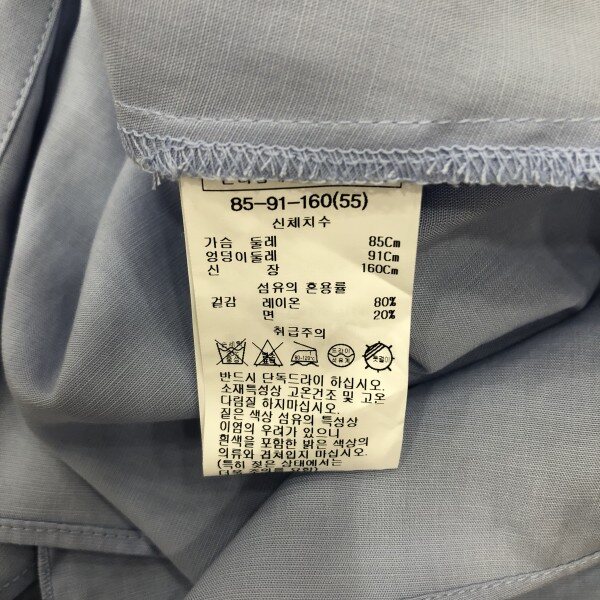 85-91-160(55)
신체치수
가슴 둘레 85Cm
엉덩이둘레 91Cm
신 장 160Cm
섬유의 혼용률
겉감 레이온 80%
면 20%
취급주의
80-120℃ 드라이
반드시 단독드라이 하십시오.
소재특성상 고온건조 및 고온
다림질 하지마십시오.
짙은 색상 섬유의 특성상
이염의 우려가 있으니
흰색을 포함한 밝은 색상의
의류와 겹쳐입지 마십시오.
(특히 젖은 상태에서는